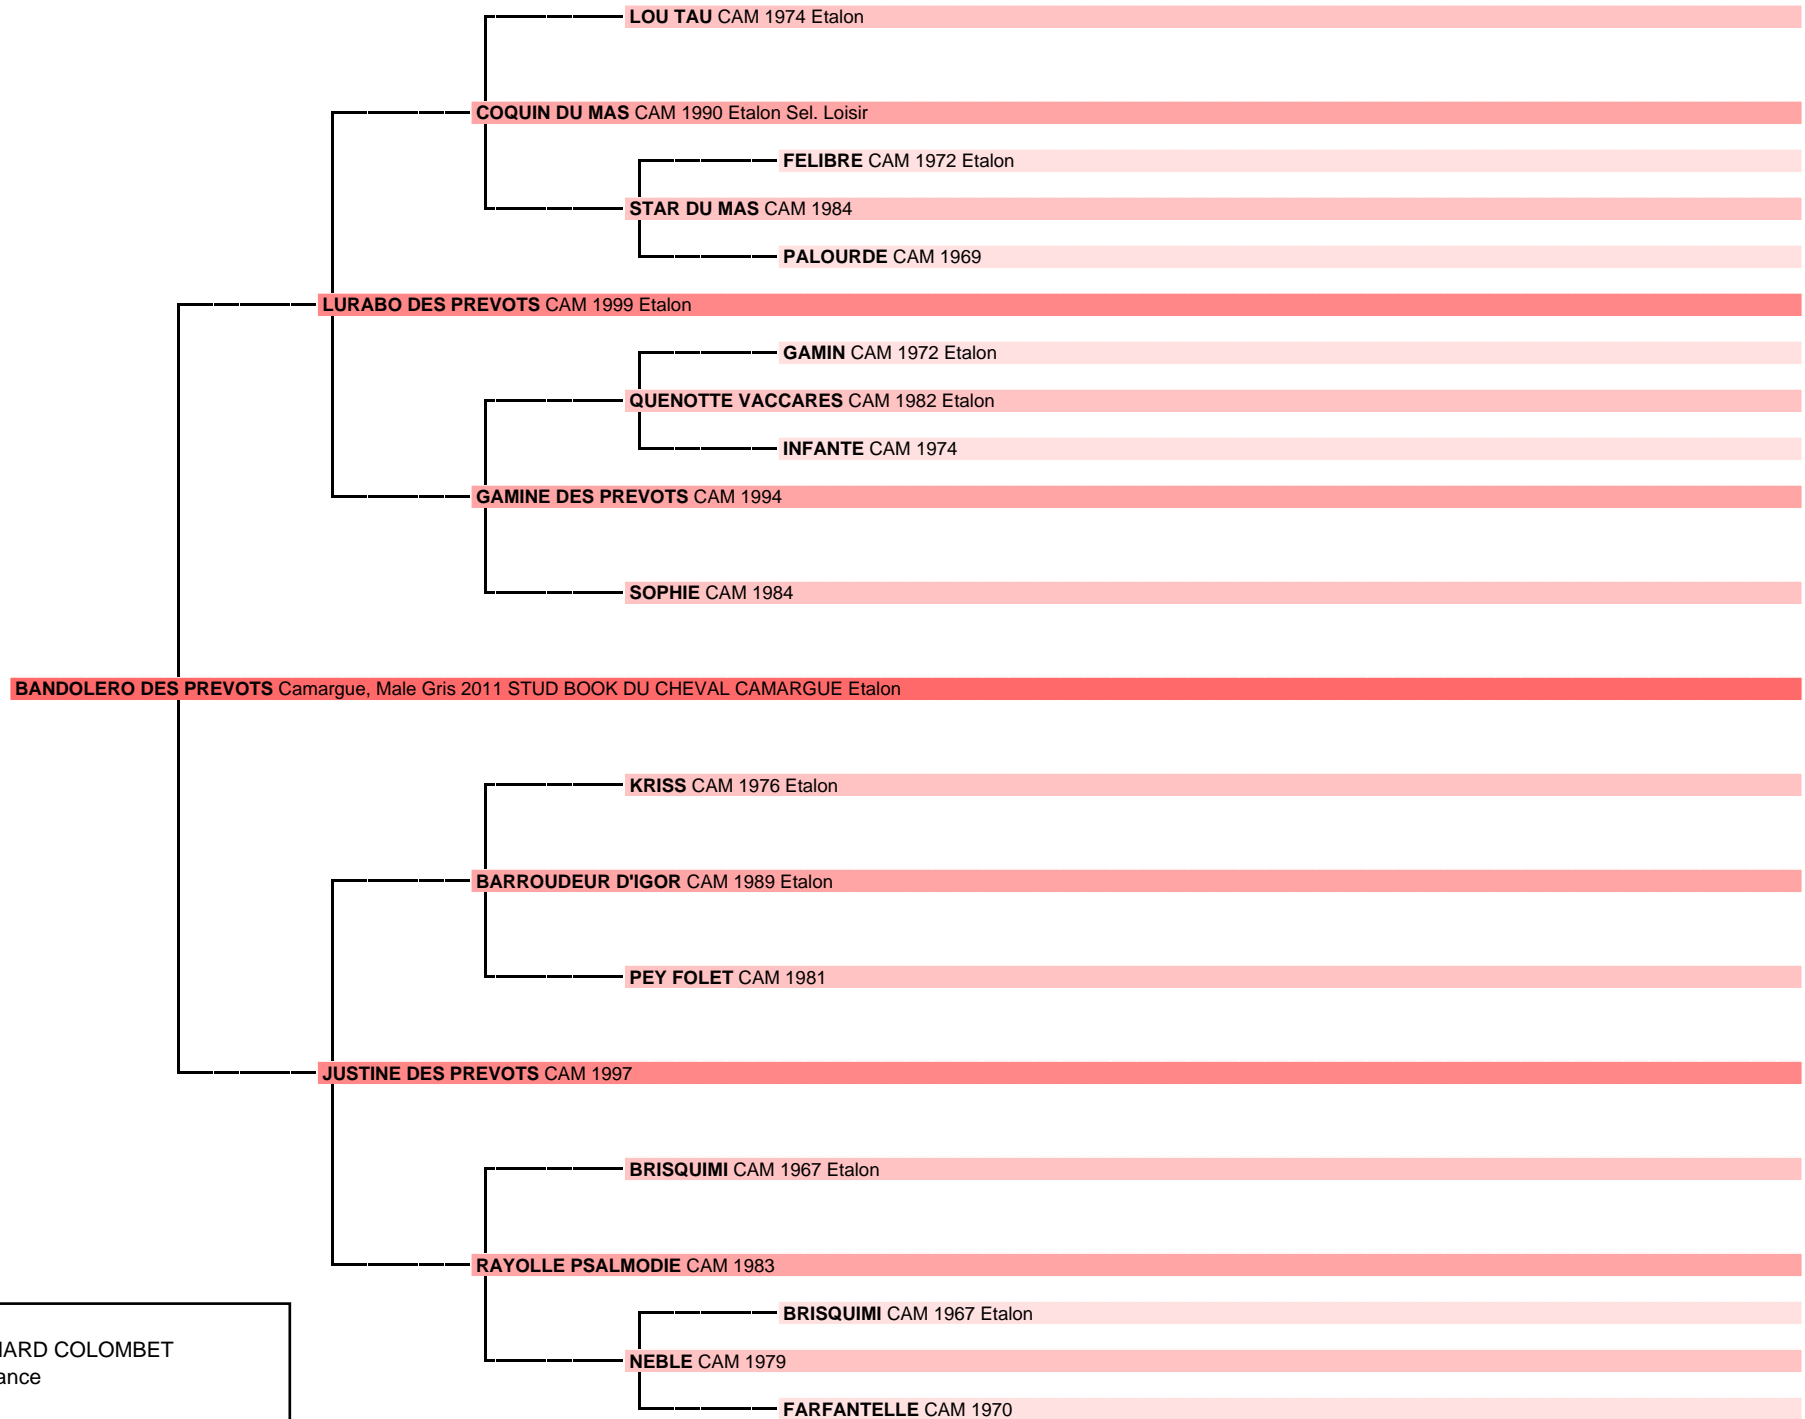 LOU TAU CAM 1974 Etalon
COQUIN DU MAS CAM 1990 Etalon Sel. Loisir
FELIBRE CAM 1972 Etalon
STAR DU MAS CAM 1984
PALOURDE CAM 1969
LURABO DES PREVOTS CAM 1999 Etalon
GAMIN CAM 1972 Etalon
QUENOTTE VACCARES CAM 1982 Etalon
INFANTE CAM 1974
GAMINE DES PREVOTS CAM 1994
SOPHIE CAM 1984
BANDOLERO DES PREVOTS Camargue, Male Gris 2011 STUD BOOK DU CHEVAL CAMARGUE Etalon
KRISS CAM 1976 Etalon
BARROUDEUR D'IGOR CAM 1989 Etalon
PEY FOLET CAM 1981
JUSTINE DES PREVOTS CAM 1997
BRISQUIMI CAM 1967 Etalon
RAYOLLE PSALMODIE CAM 1983
BRISQUIMI CAM 1967 Etalon
NEBLE CAM 1979
FARFANTELLE CAM 1970
COLOMBET